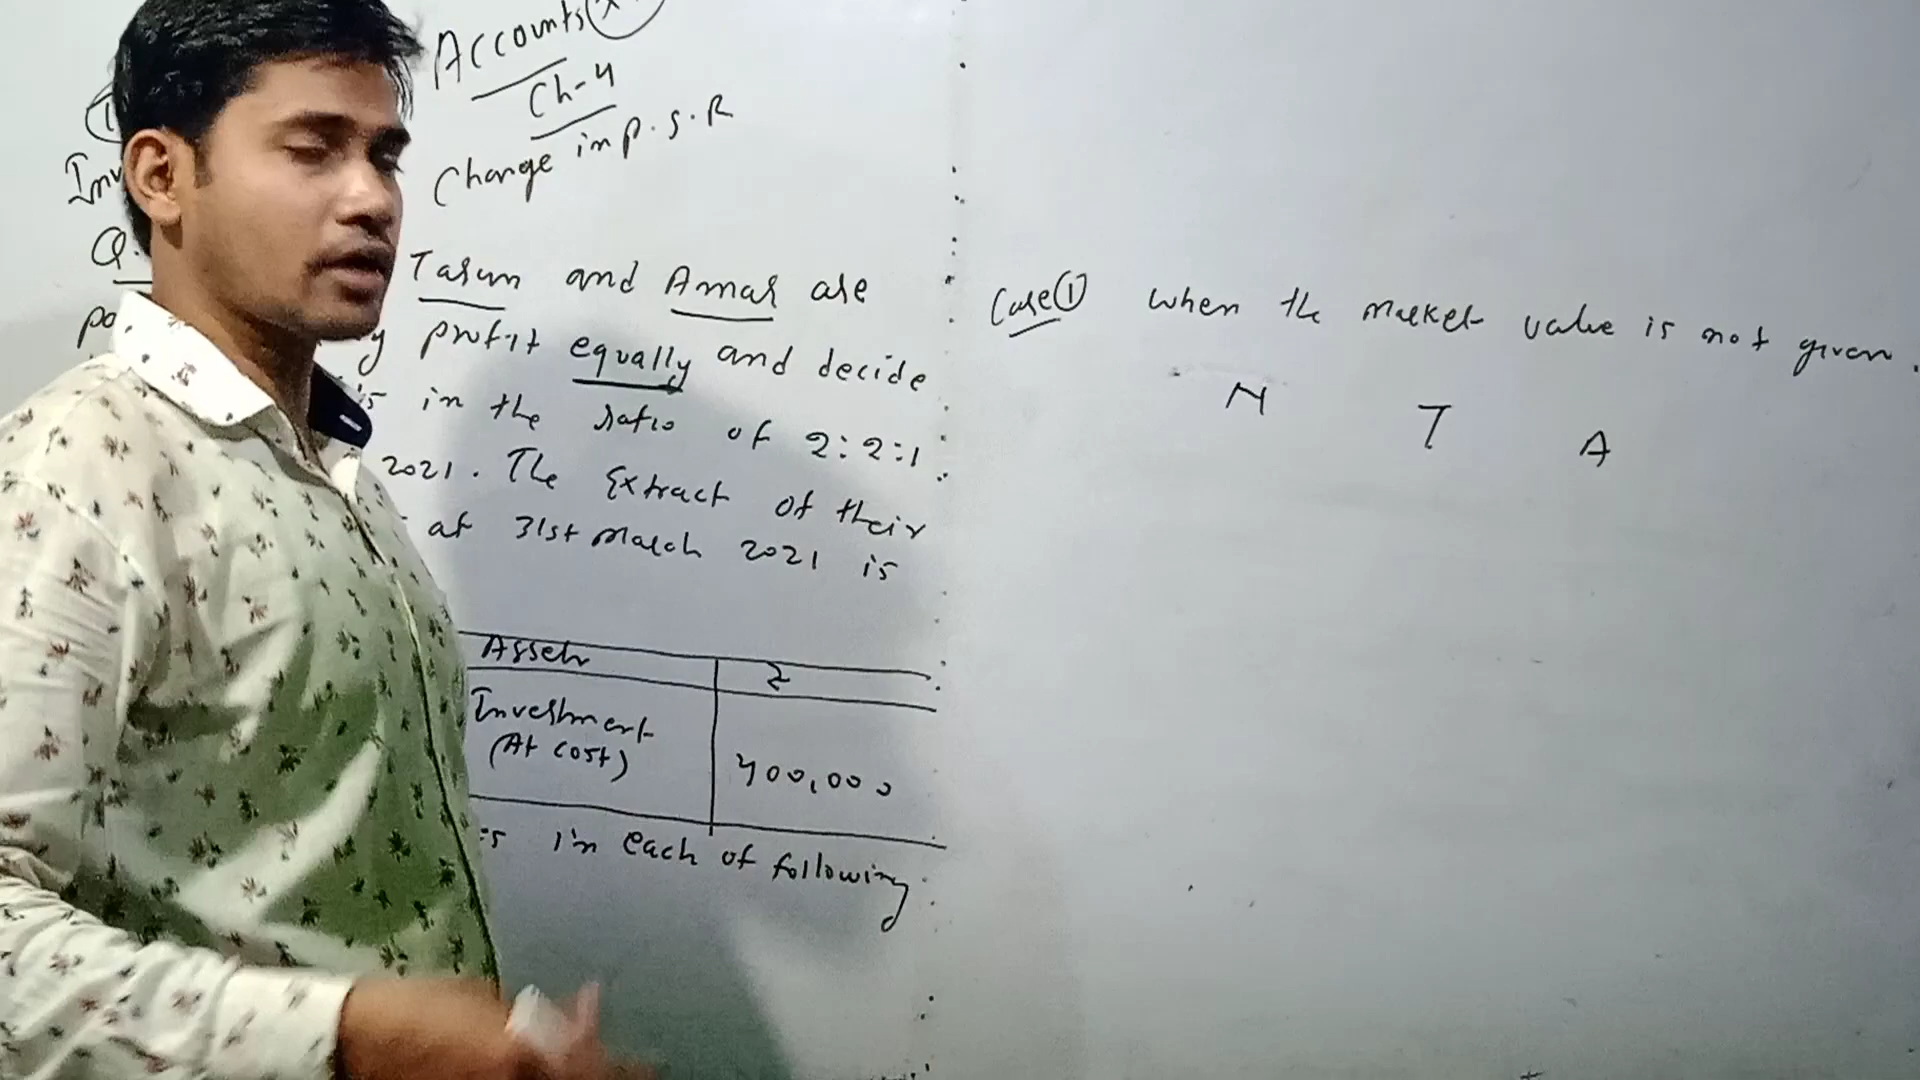 Accounts
Ch-4
Change in P.S.R
Inv
Q.
Tarun and Amar are
profit equally and decide
in the ratio of 2:2:1
2021. The Extract of their
at 31st March 2021 is
Assets ₹
Investment
(At cost) 400,000
in each of following
Case ① when the market value is not given.
N T A